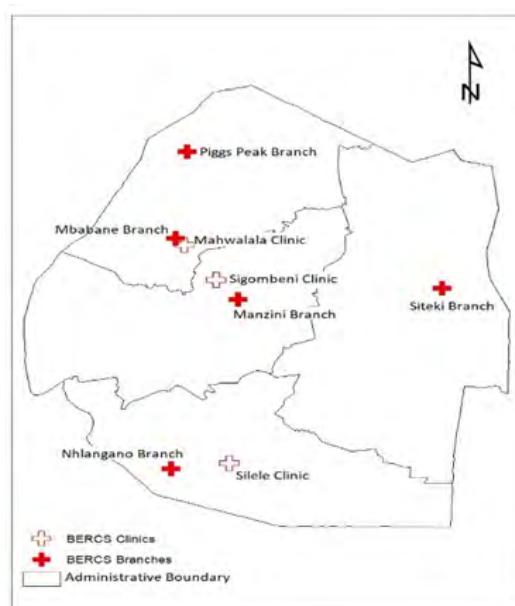 N
Piggs Peak Branch
Mbabane Branch
Mahwalala Clinic
Sigombeni Clinic
Manzini Branch
Siteki Branch
Nhlangano Branch
Silele Clinic
BERCS Clinics
BERCS Branches
Administrative Boundary